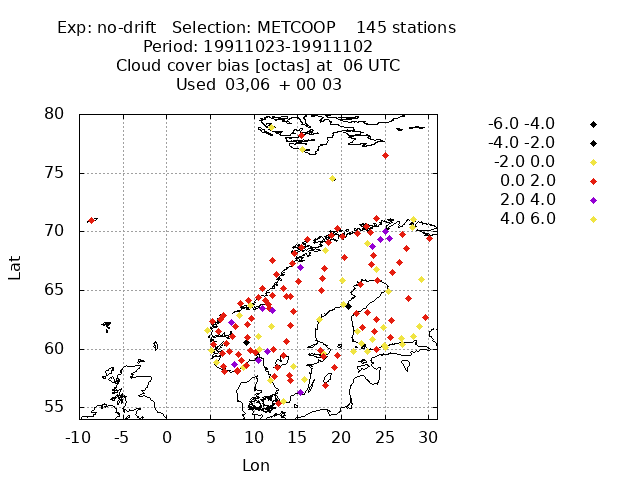 Exp: no-drift Selection: METCOOP 145 stations
Period: 19911023-19911102
Cloud cover bias [octas] at 06 UTC
Used 03,06 + 00 03
-6.0 -4.0
-4.0 -2.0
-2.0 0.0
0.0 2.0
2.0 4.0
4.0 6.0
80
75
70
65
60
55
Lat
-10 -5 0 5 10 15 20 25 30
Lon